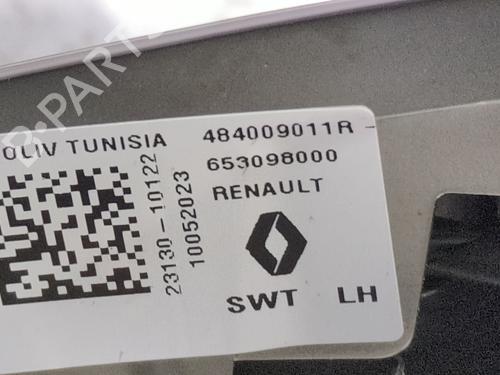 OLIV TUNISIA
484009011R -
653098000
RENAULT
23130-10122
10052023
SWT LH
B-PARTS